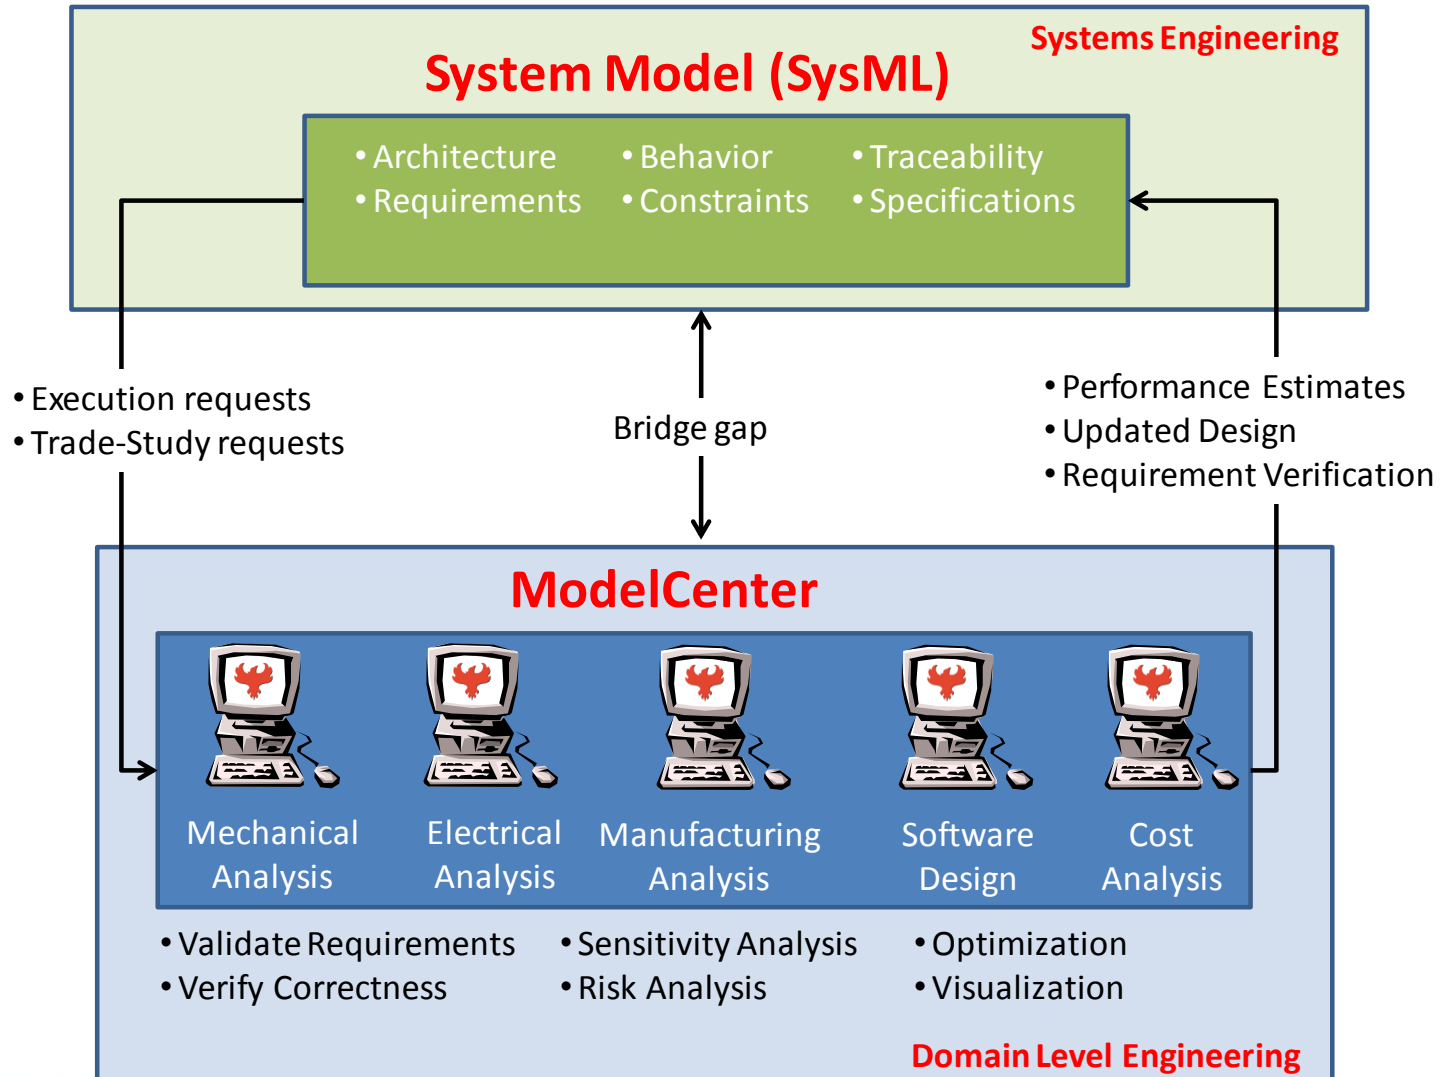 Systems Engineering
System Model (SysML)
• Architecture
• Requirements
• Behavior
• Constraints
• Traceability
• Specifications
• Execution requests
• Trade-Study requests
Bridge gap
• Performance Estimates
• Updated Design
• Requirement Verification
ModelCenter
Mechanical
Analysis
Electrical
Analysis
Manufacturing
Analysis
Software
Design
Cost
Analysis
• Validate Requirements
• Verify Correctness
• Sensitivity Analysis
• Risk Analysis
• Optimization
• Visualization
Domain Level Engineering